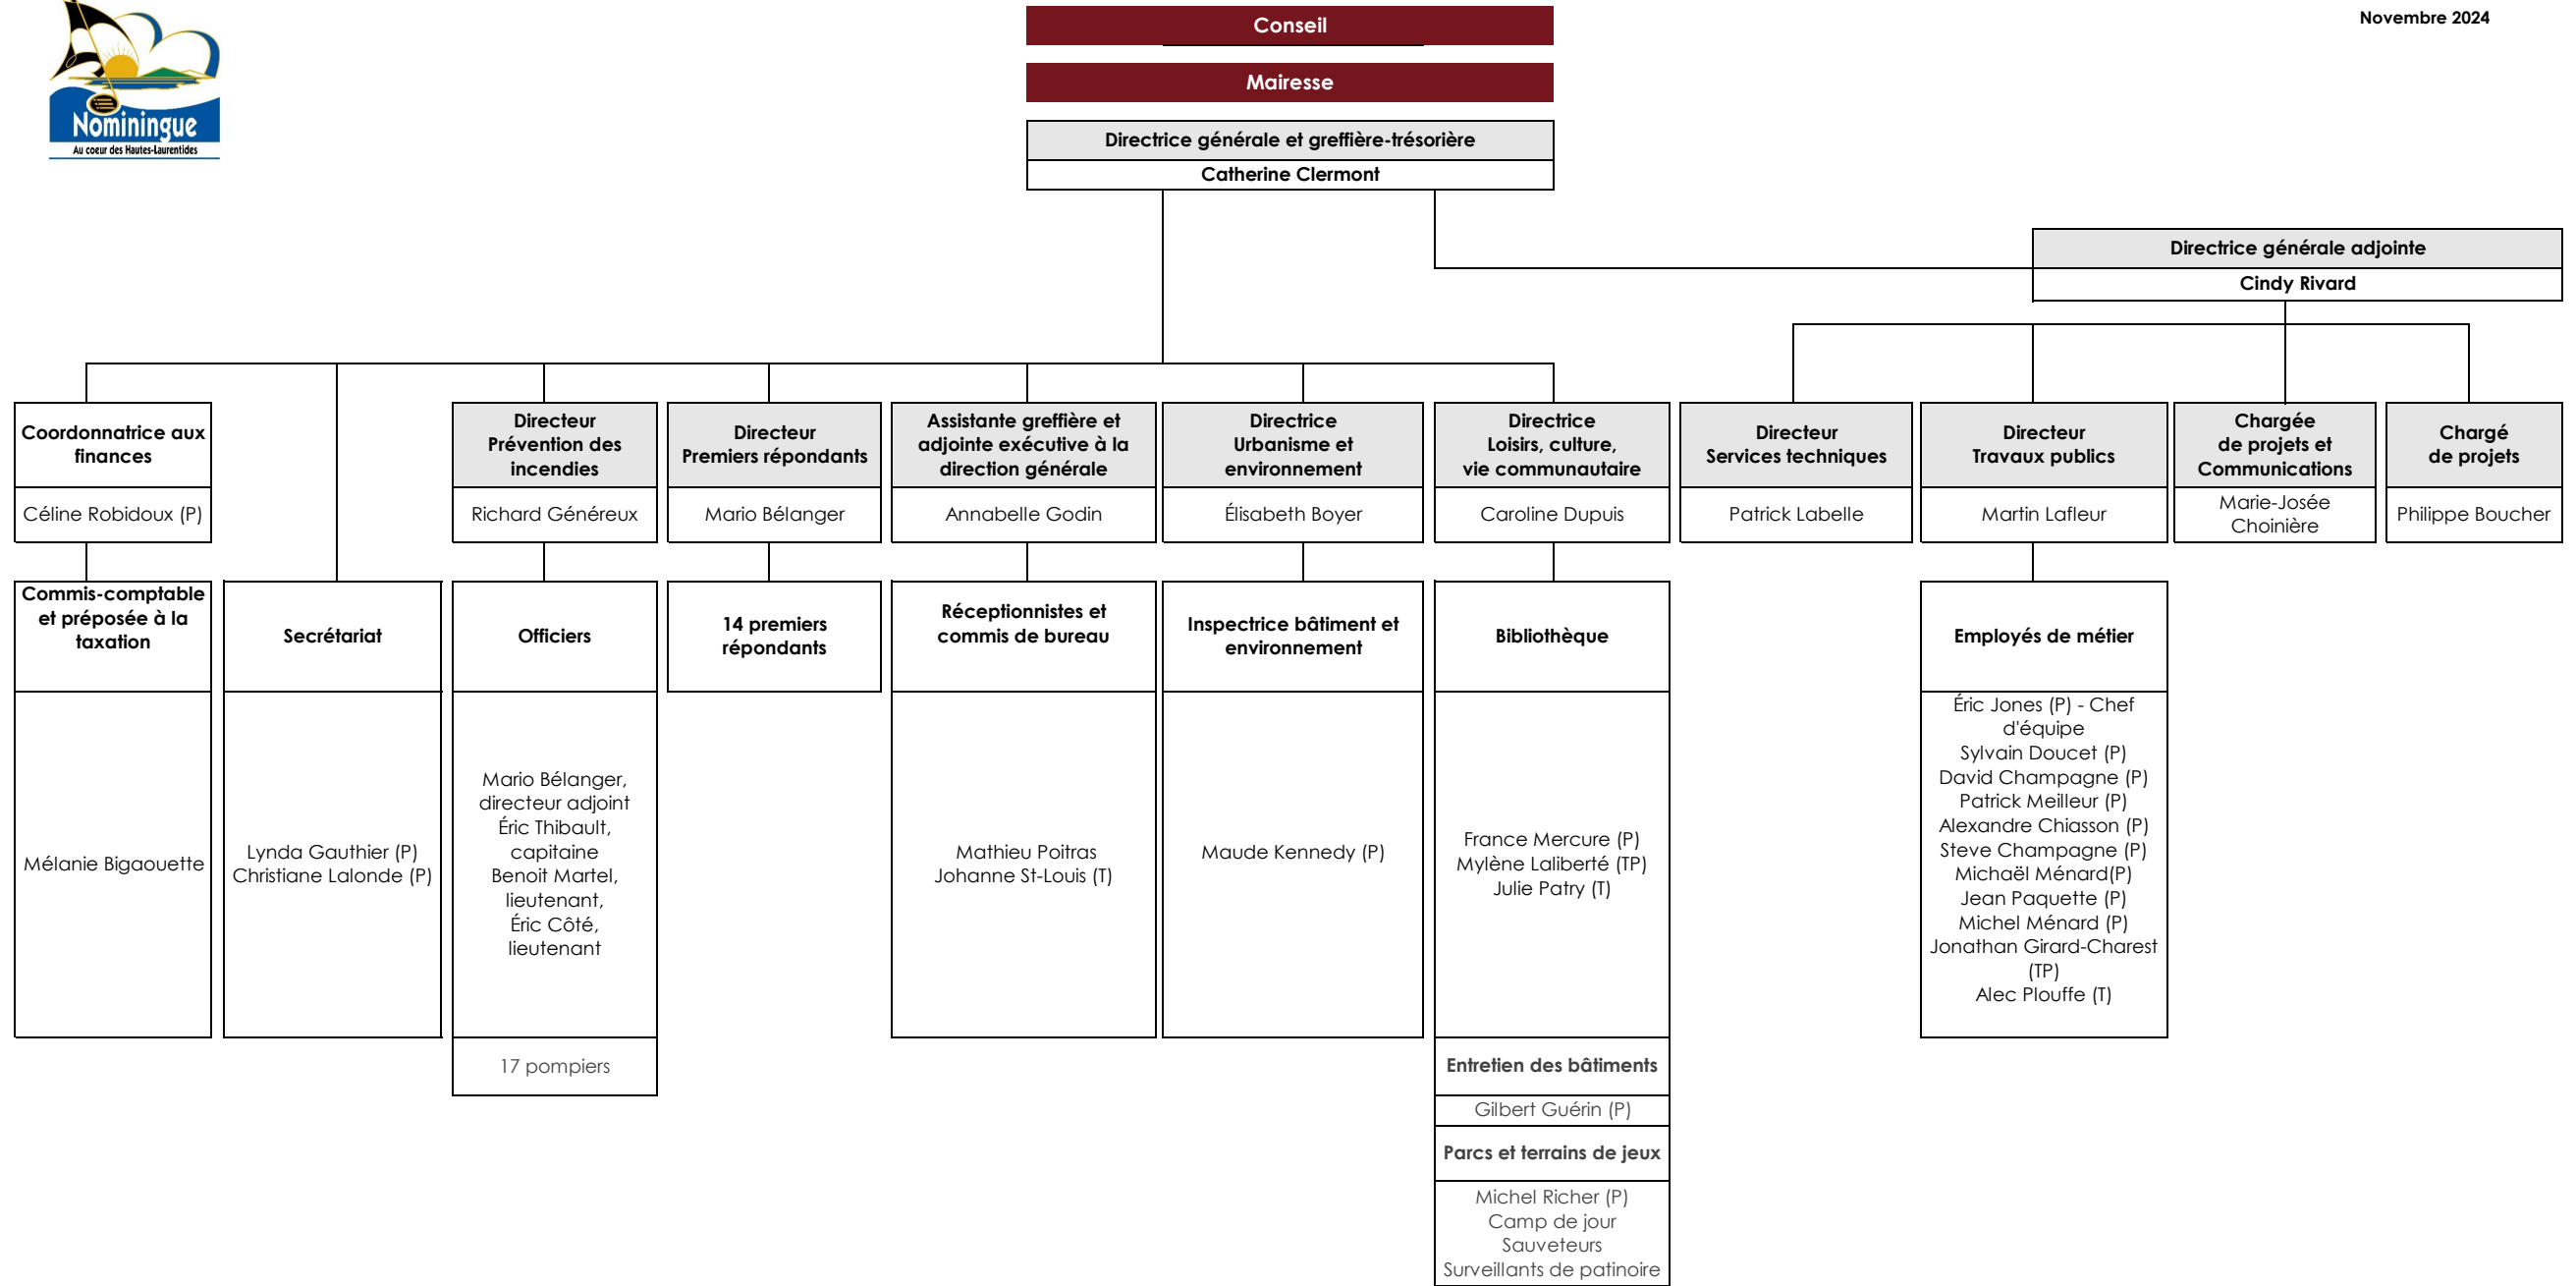 Nominingue
Au coeur des Hautes-Laurentides
Novembre 2024
Conseil
Mairesse
Directrice générale et greffière-trésorière
Catherine Clermont
Directrice générale adjointe
Cindy Rivard
Coordonnatrice aux
finances
Céline Robidoux (P)
Directeur
Prévention des
incendies
Richard Généreux
Directeur
Premiers répondants
Mario Bélanger
Assistante greffière et
adjointe exécutive à la
direction générale
Annabelle Godin
Directrice
Urbanisme et
environnement
Élisabeth Boyer
Directrice
Loisirs, culture,
vie communautaire
Caroline Dupuis
Directeur
Services techniques
Patrick Labelle
Directeur
Travaux publics
Martin Lafleur
Chargée
de projets et
Communications
Marie-Josée
Choinière
Chargé
de projets
Philippe Boucher
Commis-comptable
et préposée à la
taxation
Mélanie Bigaouette
Secrétariat
Lynda Gauthier (P)
Christiane Lalonde (P)
Officiers
Mario Bélanger,
directeur adjoint
Éric Thibault,
capitaine
Benoit Martel,
lieutenant,
Éric Côté,
lieutenant
17 pompiers
14 premiers
répondants
Réceptionnistes et
commis de bureau
Mathieu Poitras
Johanne St-Louis (T)
Inspectrice bâtiment et
environnement
Maude Kennedy (P)
Bibliothèque
France Mercure (P)
Mylène Laliberté (TP)
Julie Patry (T)
Entretien des bâtiments
Gilbert Guérin (P)
Parcs et terrains de jeux
Michel Richer (P)
Camp de jour
Sauveteurs
Surveillants de patinoire
Employés de métier
Éric Jones (P) - Chef
d'équipe
Sylvain Doucet (P)
David Champagne (P)
Patrick Meilleur (P)
Alexandre Chiasson (P)
Steve Champagne (P)
Michaël Ménard(P)
Jean Paquette (P)
Michel Ménard (P)
Jonathan Girard-Charest
(TP)
Alec Plouffe (T)